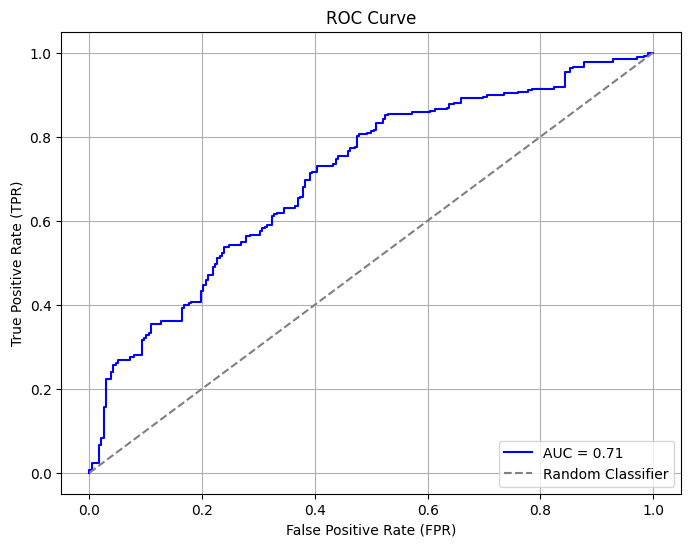 ROC Curve
True Positive Rate (TPR)
1.0
0.8
0.6
0.4
0.2
0.0
0.0 0.2 0.4 0.6 0.8 1.0
False Positive Rate (FPR)
AUC = 0.71
Random Classifier